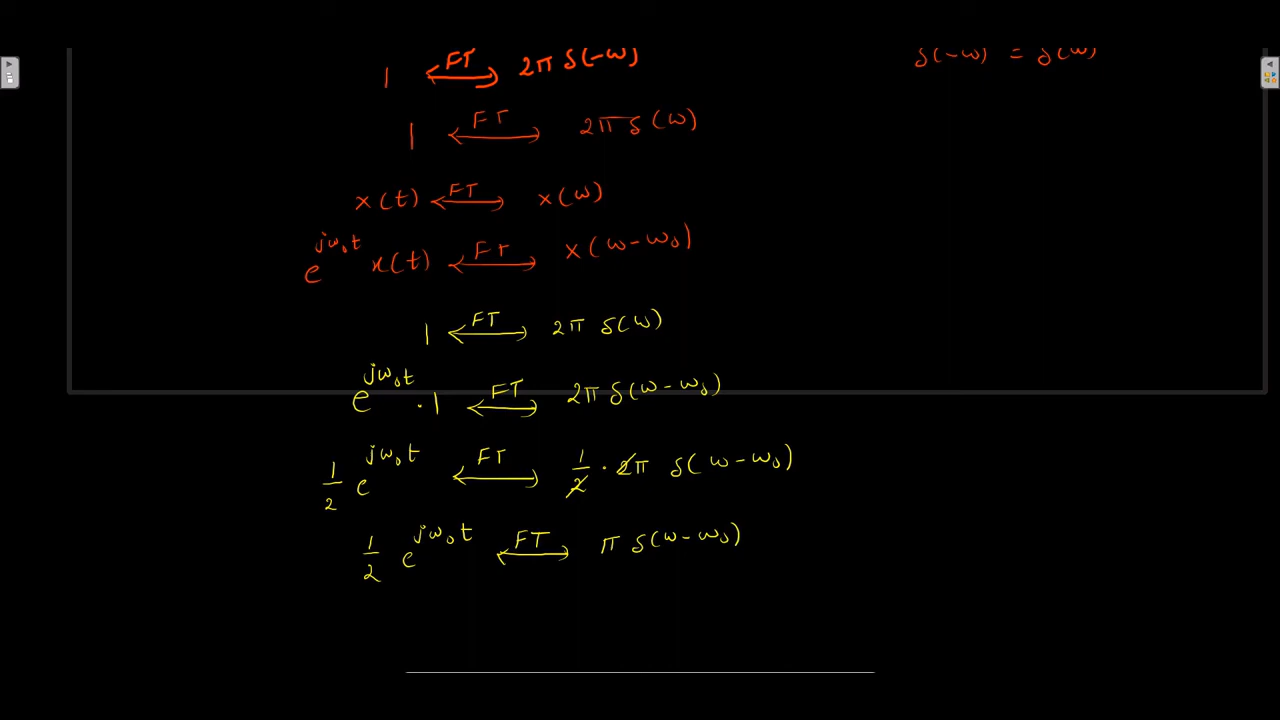 1 ⟷FT 2π δ(-ω)    δ(-ω) = δ(ω)
1 ⟷FT 2π δ(ω)
x(t) ⟷FT x(ω)
e^{jω₀t} x(t) ⟷FT x(ω-ω₀)
1 ⟷FT 2π δ(ω)
e^{jω₀t} · 1 ⟷FT 2π δ(ω-ω₀)
1/2 e^{jω₀t} ⟷FT 1/2 · 2π δ(ω-ω₀)
1/2 e^{jω₀t} ⟷FT π δ(ω-ω₀)